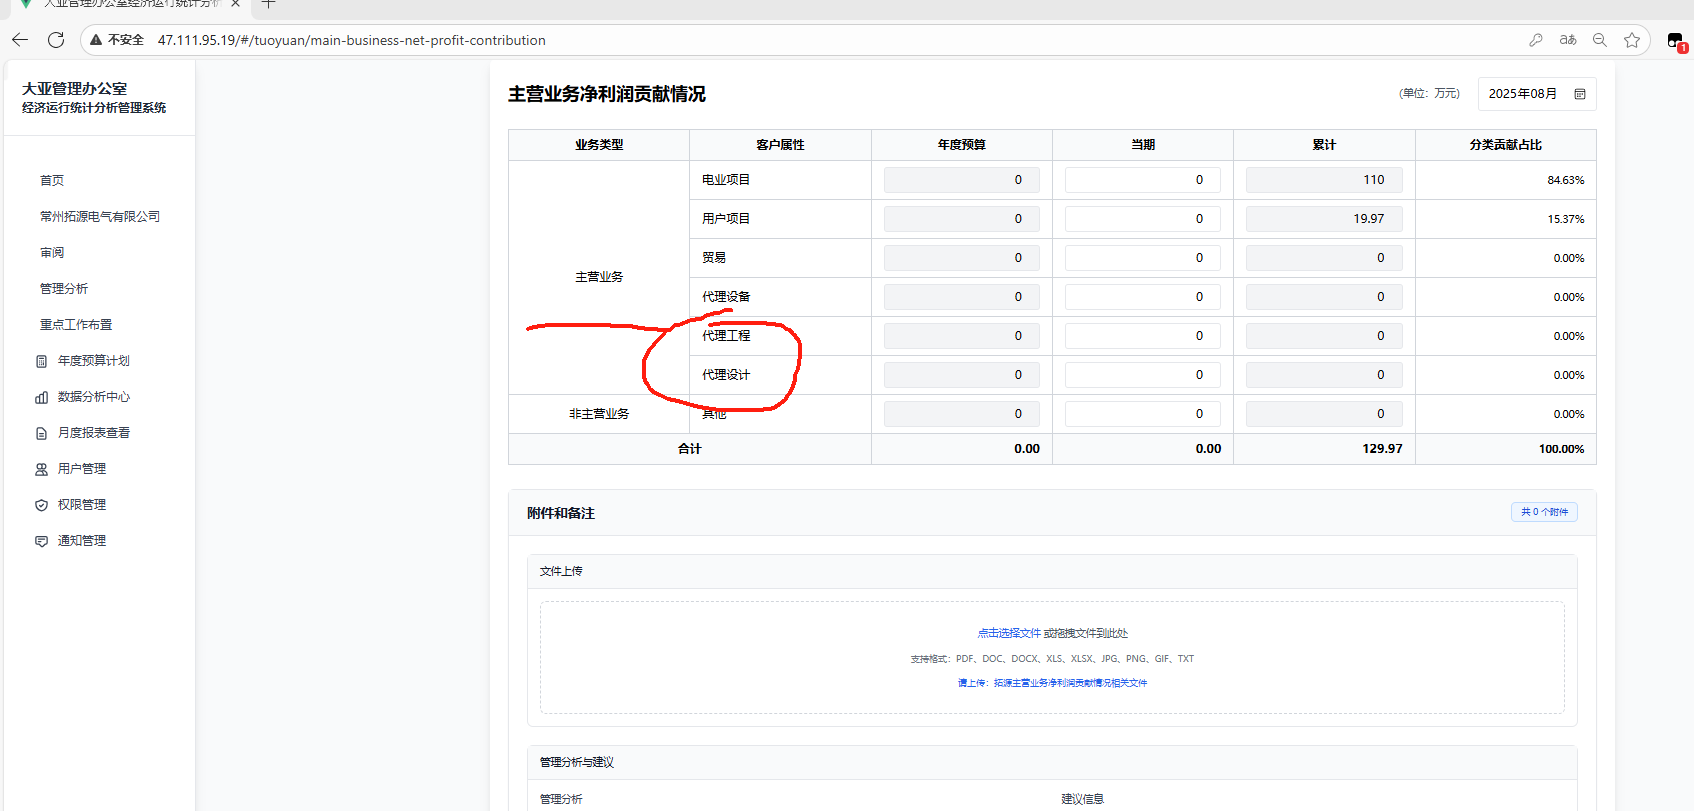 大亚管理办公室经济运行统计分析
不安全 47.111.95.19/#/tuoyuan/main-business-net-profit-contribution
aあ
1
大亚管理办公室
经济运行统计分析管理系统
首页
常州拓源电气有限公司
审阅
管理分析
重点工作布置
年度预算计划
数据分析中心
月度报表查看
用户管理
权限管理
通知管理
主营业务净利润贡献情况
(单位：万元) 2025年08月
业务类型 客户属性 年度预算 当期 累计 分类贡献占比
主营业务
电业项目 0 0 110 84.63%
用户项目 0 0 19.97 15.37%
贸易 0 0 0 0.00%
代理设备 0 0 0 0.00%
代理工程 0 0 0 0.00%
代理设计 0 0 0 0.00%
非主营业务 其他 0 0 0 0.00%
合计 0.00 0.00 129.97 100.00%
附件和备注 共 0 个附件
文件上传
点击选择文件 或拖拽文件到此处
支持格式：PDF、DOC、DOCX、XLS、XLSX、JPG、PNG、GIF、TXT
请上传：拓源主营业务净利润贡献情况相关文件
管理分析与建议
管理分析 建议信息